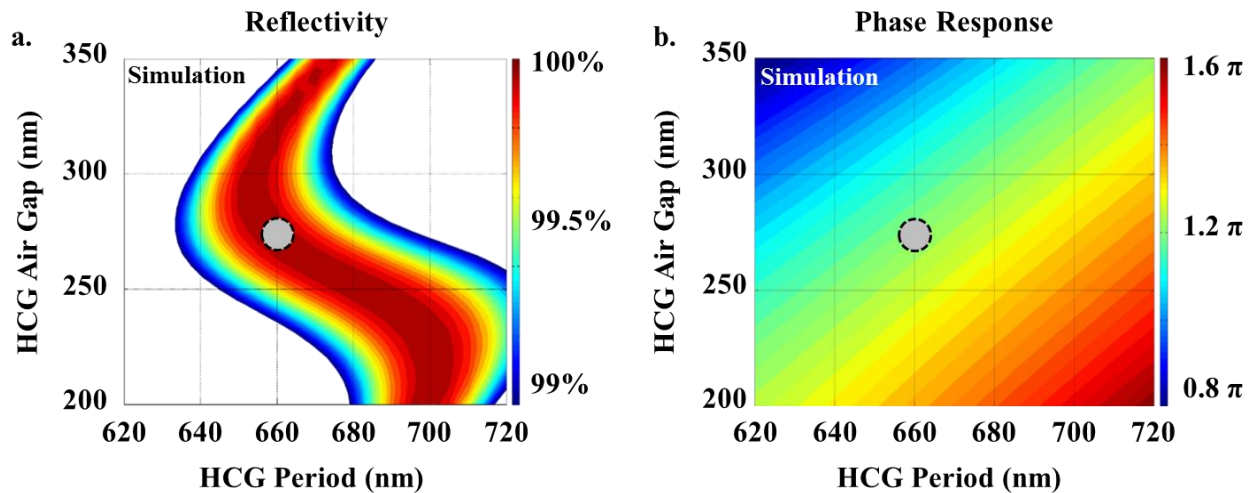 a.
Reflectivity
Simulation
HCG Air Gap (nm)
350
300
250
200
620 640 660 680 700 720
HCG Period (nm)
100%
99.5%
99%
b.
Phase Response
Simulation
HCG Air Gap (nm)
350
300
250
200
620 640 660 680 700 720
HCG Period (nm)
1.6 π
1.2 π
0.8 π